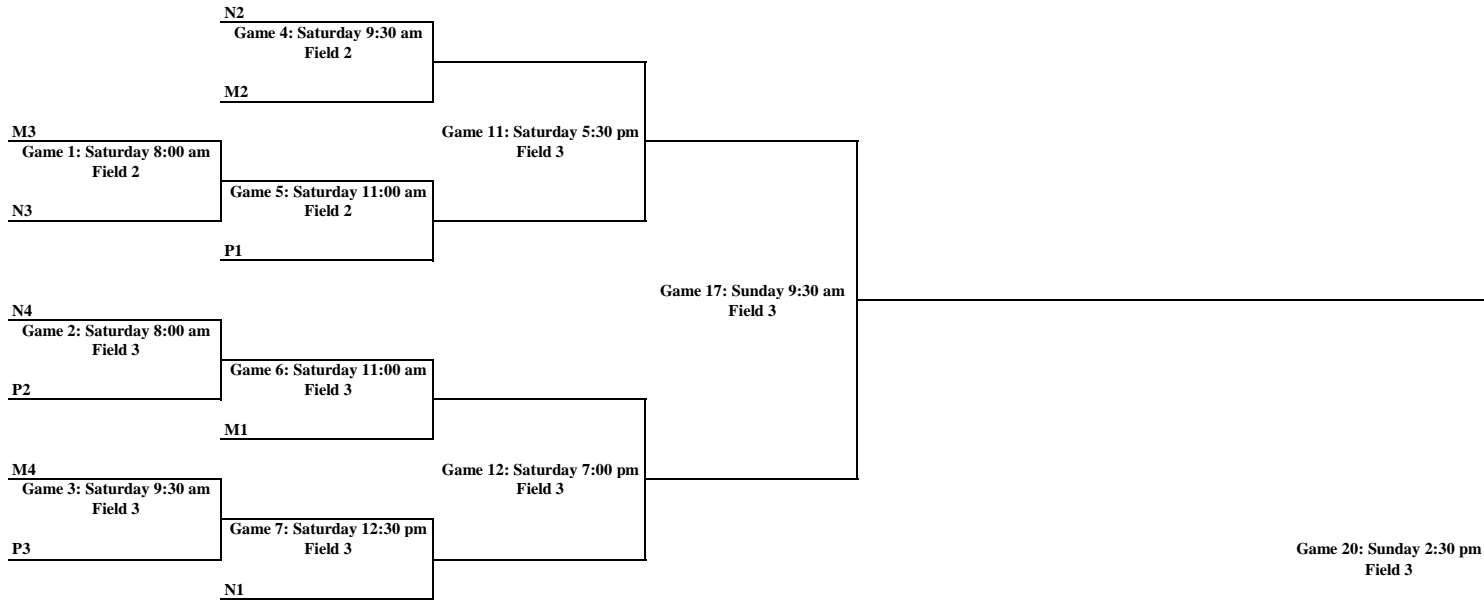 N2
Game 4: Saturday 9:30 am
Field 2
M2
M3
Game 11: Saturday 5:30 pm
Game 1: Saturday 8:00 am
Field 3
Field 2
Game 5: Saturday 11:00 am
N3
Field 2
P1
Game 17: Sunday 9:30 am
N4
Field 3
Game 2: Saturday 8:00 am
Field 3
Game 6: Saturday 11:00 am
P2
Field 3
M1
M4
Game 12: Saturday 7:00 pm
Game 3: Saturday 9:30 am
Field 3
Field 3
Game 7: Saturday 12:30 pm
P3
Field 3
Game 20: Sunday 2:30 pm
Field 3
N1